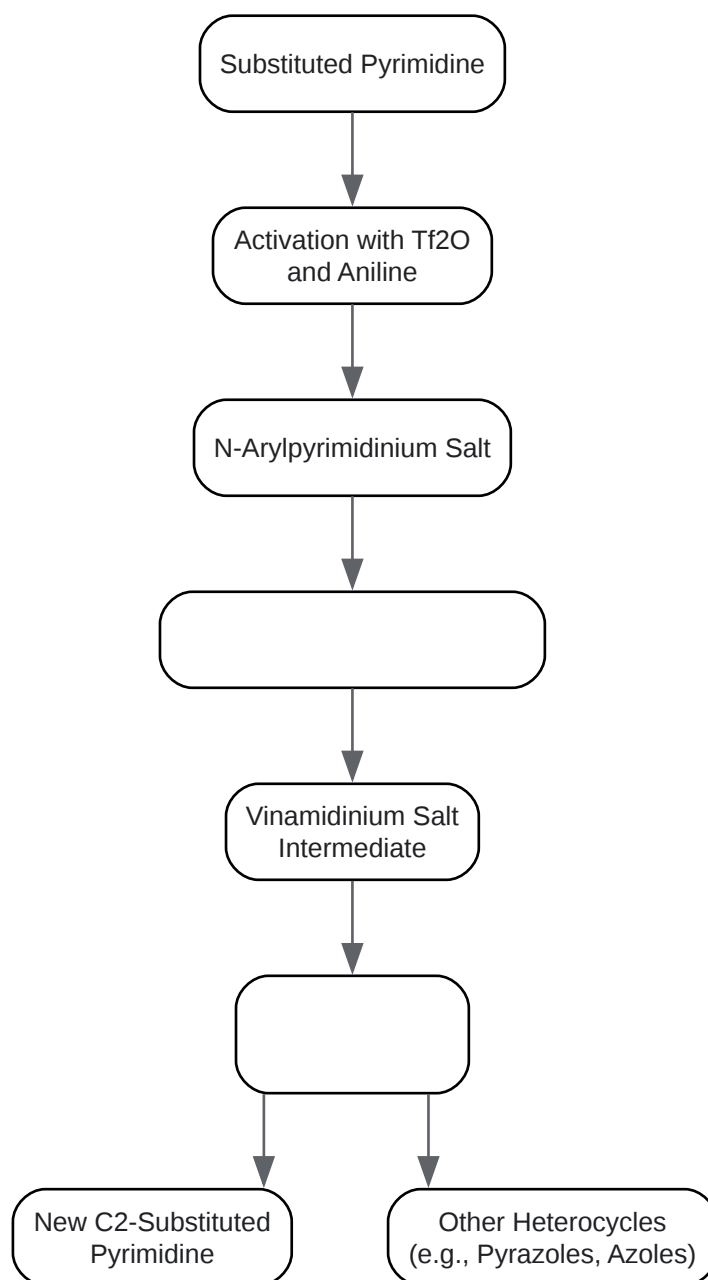 Substituted Pyrimidine
Activation with Tf2O
and Aniline
N-Arylpyrimidinium Salt
Vinamidinium Salt
Intermediate
New C2-Substituted
Pyrimidine
Other Heterocycles
(e.g., Pyrazoles, Azoles)